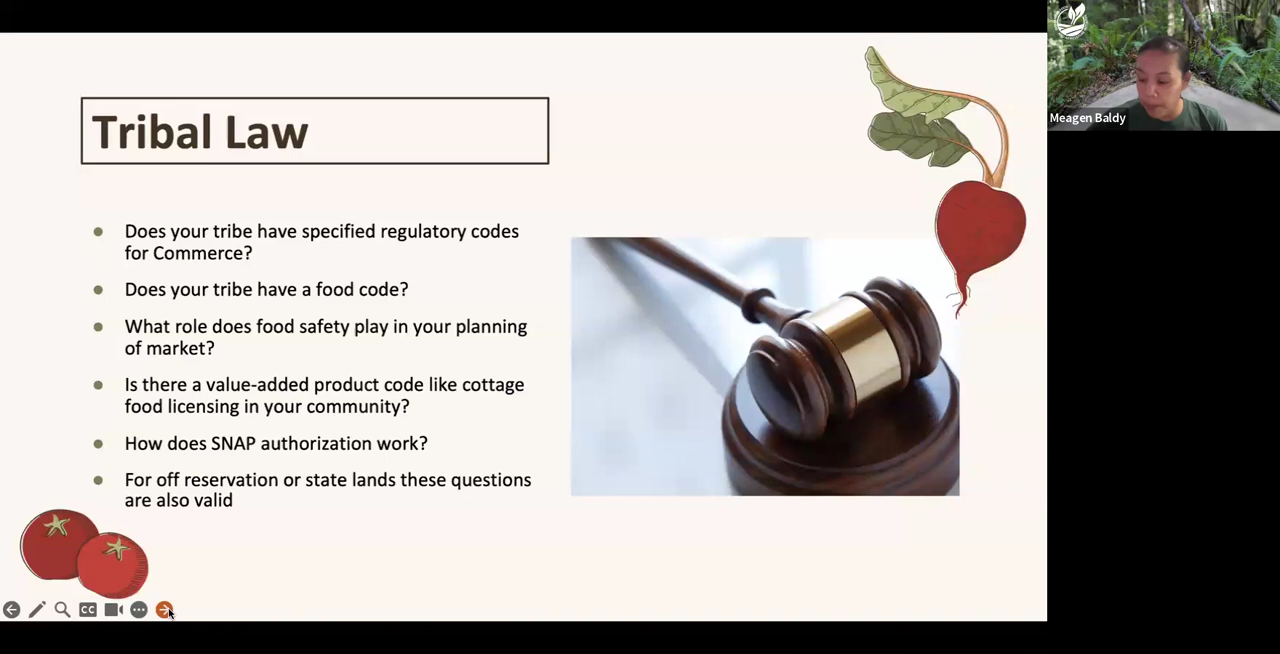 Tribal Law
Does your tribe have specified regulatory codes
for Commerce?
Does your tribe have a food code?
What role does food safety play in your planning
of market?
Is there a value-added product code like cottage
food licensing in your community?
How does SNAP authorization work?
For off reservation or state lands these questions
are also valid
CC
Meagen Baldy